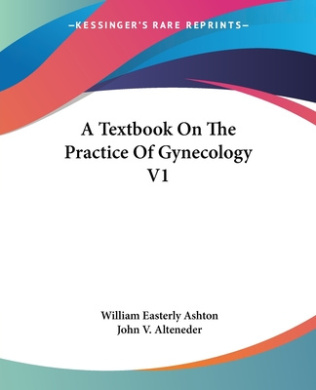 KESSINGER'S RARE REPRINTS
A Textbook On The
Practice Of Gynecology
V1
William Easterly Ashton
John V. Alteneder